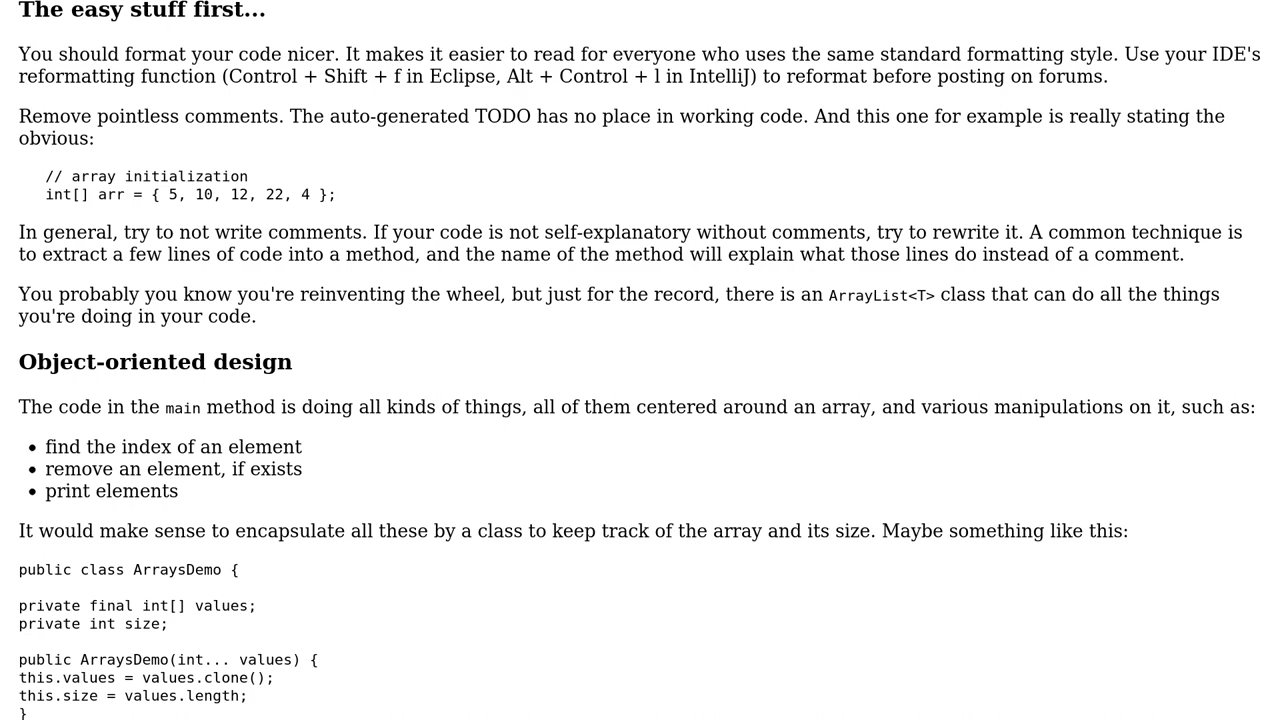 The easy stuff first...
You should format your code nicer. It makes it easier to read for everyone who uses the same standard formatting style. Use your IDE's
reformatting function (Control + Shift + f in Eclipse, Alt + Control + l in IntelliJ) to reformat before posting on forums.
Remove pointless comments. The auto-generated TODO has no place in working code. And this one for example is really stating the
obvious:
// array initialization
int[] arr = { 5, 10, 12, 22, 4 };
In general, try to not write comments. If your code is not self-explanatory without comments, try to rewrite it. A common technique is
to extract a few lines of code into a method, and the name of the method will explain what those lines do instead of a comment.
You probably you know you're reinventing the wheel, but just for the record, there is an ArrayList<T> class that can do all the things
you're doing in your code.
Object-oriented design
The code in the main method is doing all kinds of things, all of them centered around an array, and various manipulations on it, such as:
• find the index of an element
• remove an element, if exists
• print elements
It would make sense to encapsulate all these by a class to keep track of the array and its size. Maybe something like this:
public class ArraysDemo {
private final int[] values;
private int size;
public ArraysDemo(int... values) {
this.values = values.clone();
this.size = values.length;
}